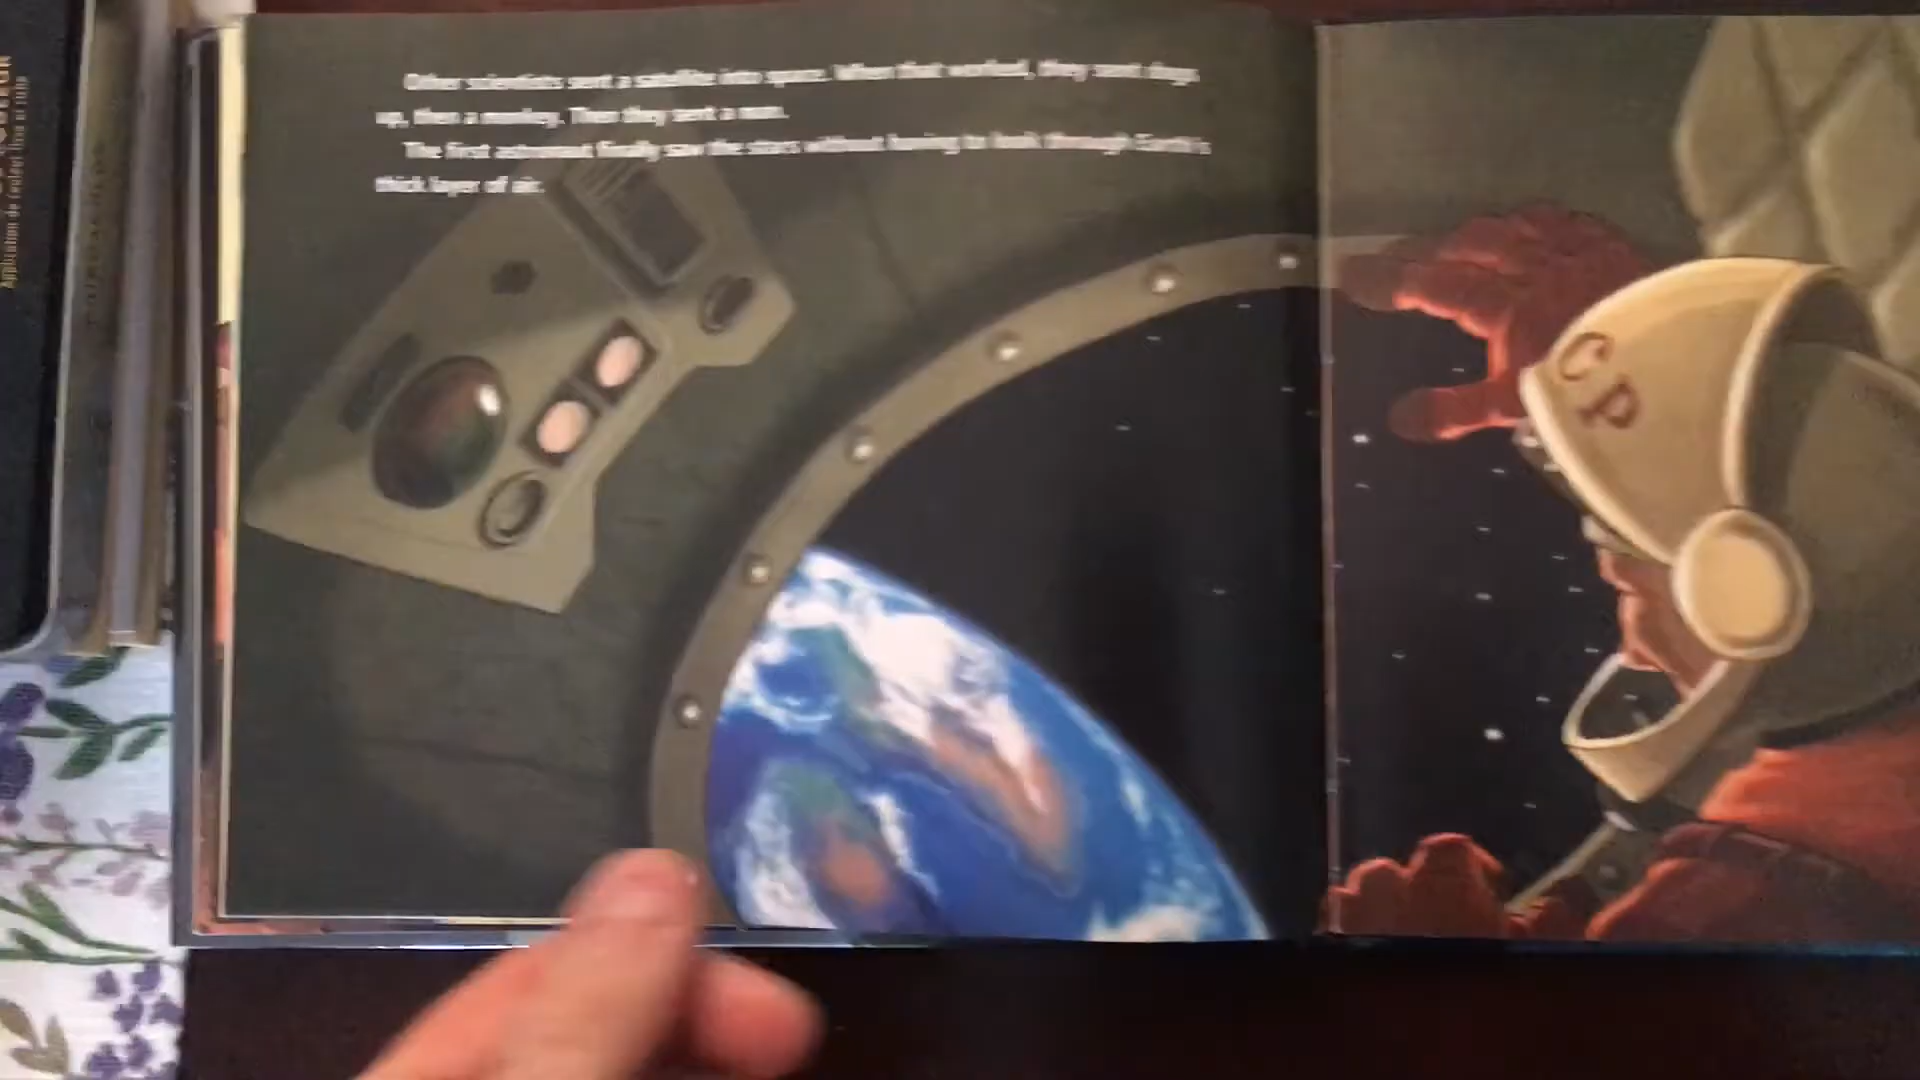 Other scientists sent a satellite into space. When that worked, they sent dogs
up, then a monkey. Then they sent a man.
The first astronaut finally saw the stars without having to look through Earth's
thick layer of air.
CP